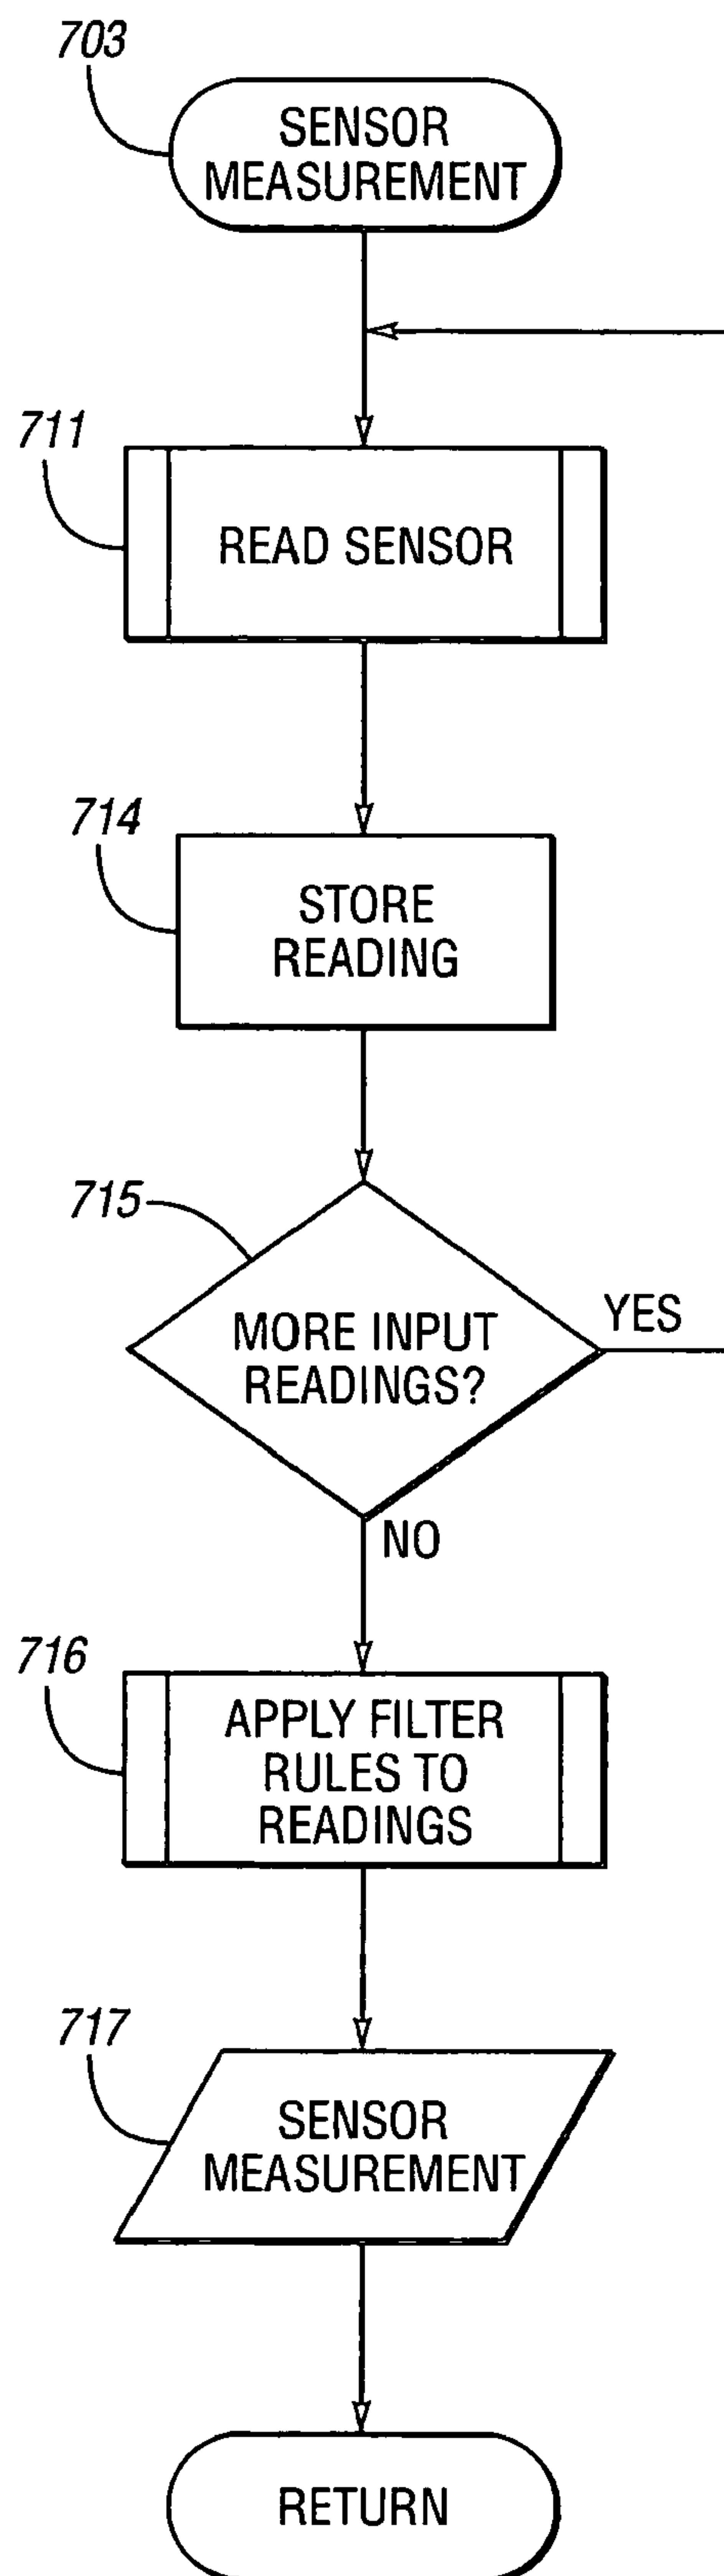 703
SENSOR
MEASUREMENT
711
READ SENSOR
714
STORE
READING
715
MORE INPUT
READINGS?
YES
NO
716
APPLY FILTER
RULES TO
READINGS
717
SENSOR
MEASUREMENT
RETURN